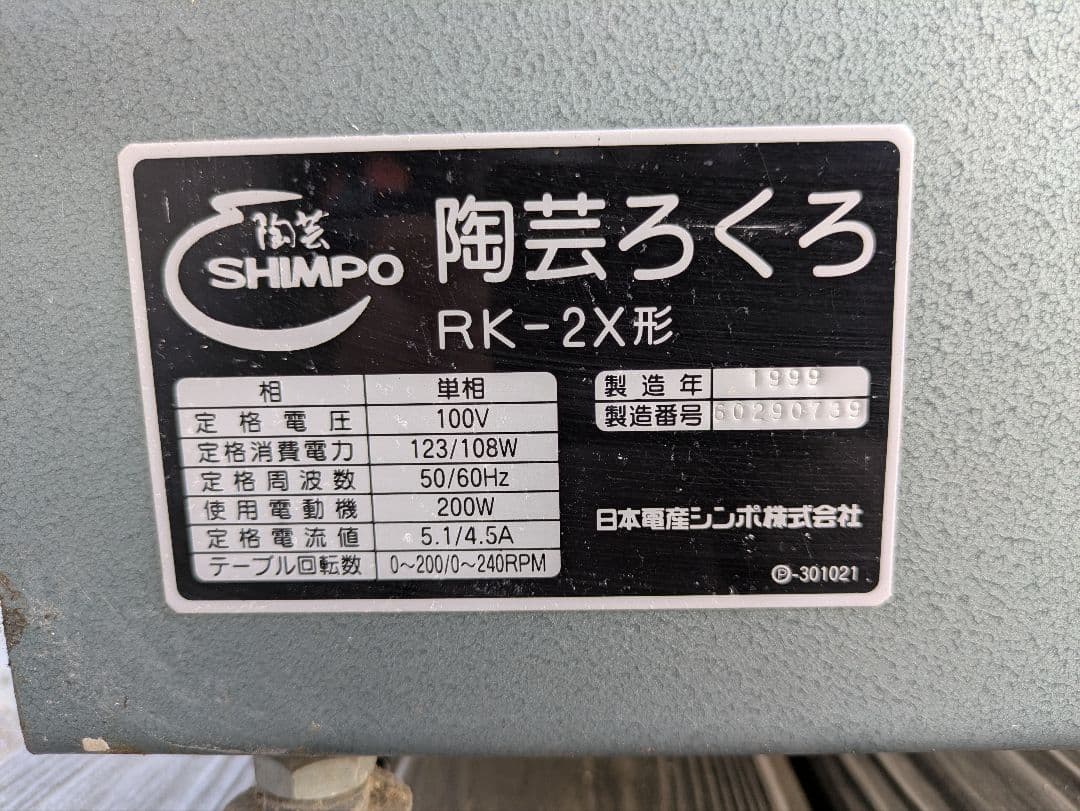 陶芸
SHIMPO
陶芸ろくろ
RK-2X形
相 単相
定格電圧 100V
定格消費電力 123/108W
定格周波数 50/60Hz
使用電動機 200W
定格電流値 5.1/4.5A
テーブル回転数 0~200/0~240RPM
製造年 1999
製造番号 60290739
日本電産シンポ株式会社
Ⓟ-301021